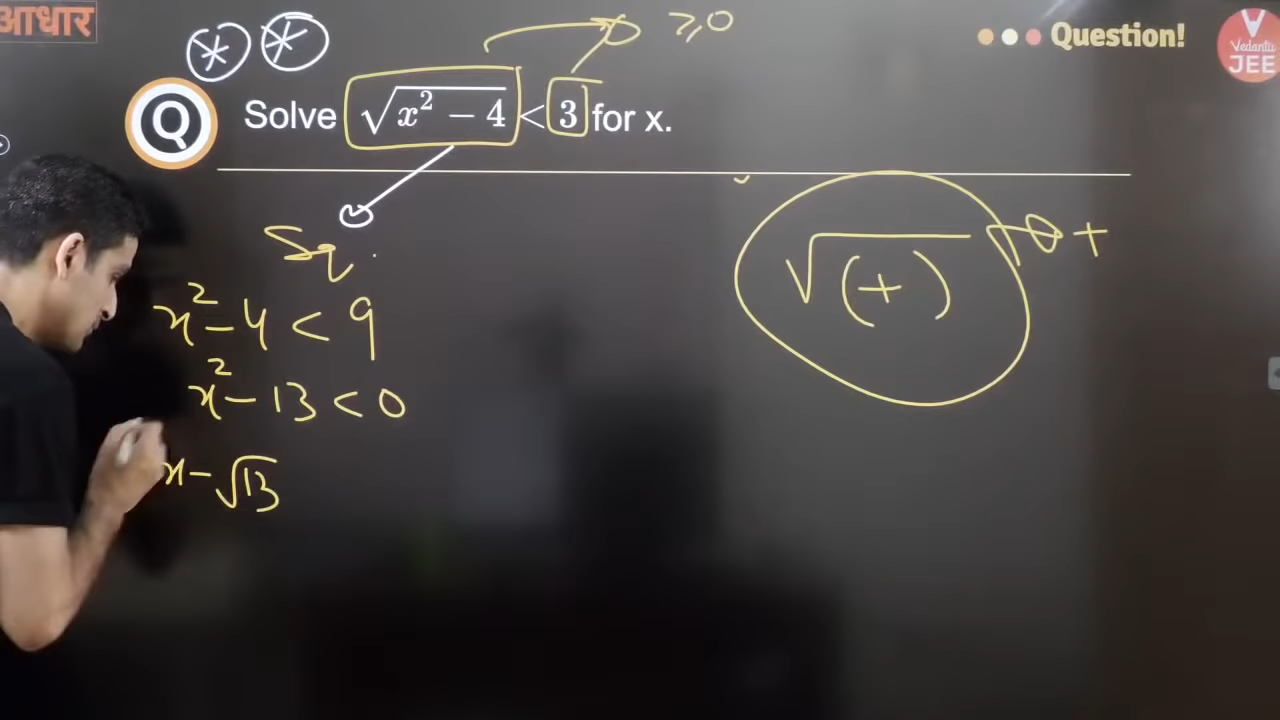 आधार
* *
≥0
Question!
Vedantu
JEE
Q Solve √(x² − 4) < 3 for x.
Sq.
√(+) +
x² - 4 < 9
x² - 13 < 0
x - √13